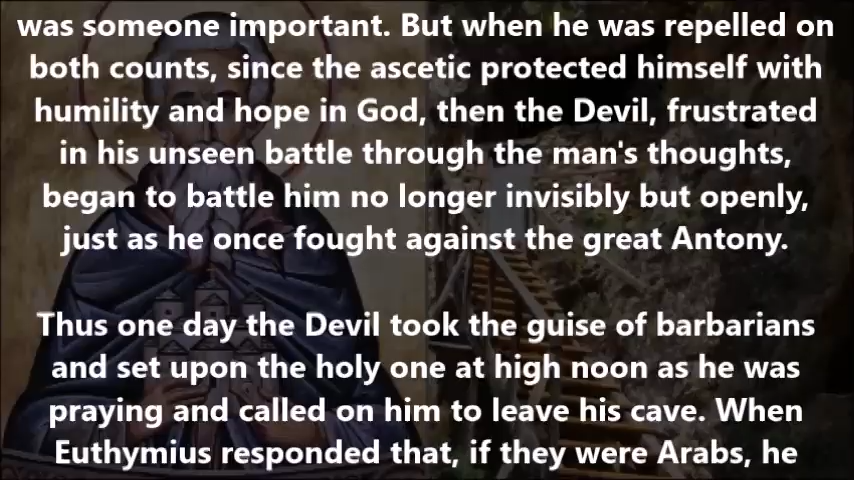 was someone important. But when he was repelled on
both counts, since the ascetic protected himself with
humility and hope in God, then the Devil, frustrated
in his unseen battle through the man's thoughts,
began to battle him no longer invisibly but openly,
just as he once fought against the great Antony.
Thus one day the Devil took the guise of barbarians
and set upon the holy one at high noon as he was
praying and called on him to leave his cave. When
Euthymius responded that, if they were Arabs, he